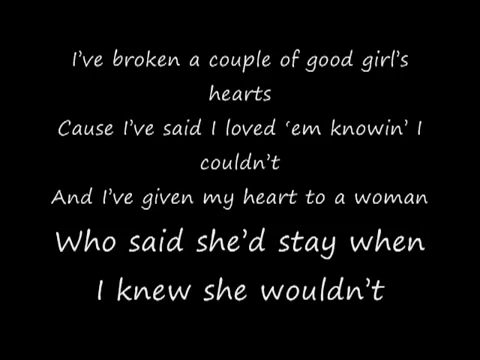 I've broken a couple of good girl's
hearts
Cause I've said I loved ‘em knowin’ I
couldn't
And I've given my heart to a woman
Who said she'd stay when
I knew she wouldn't